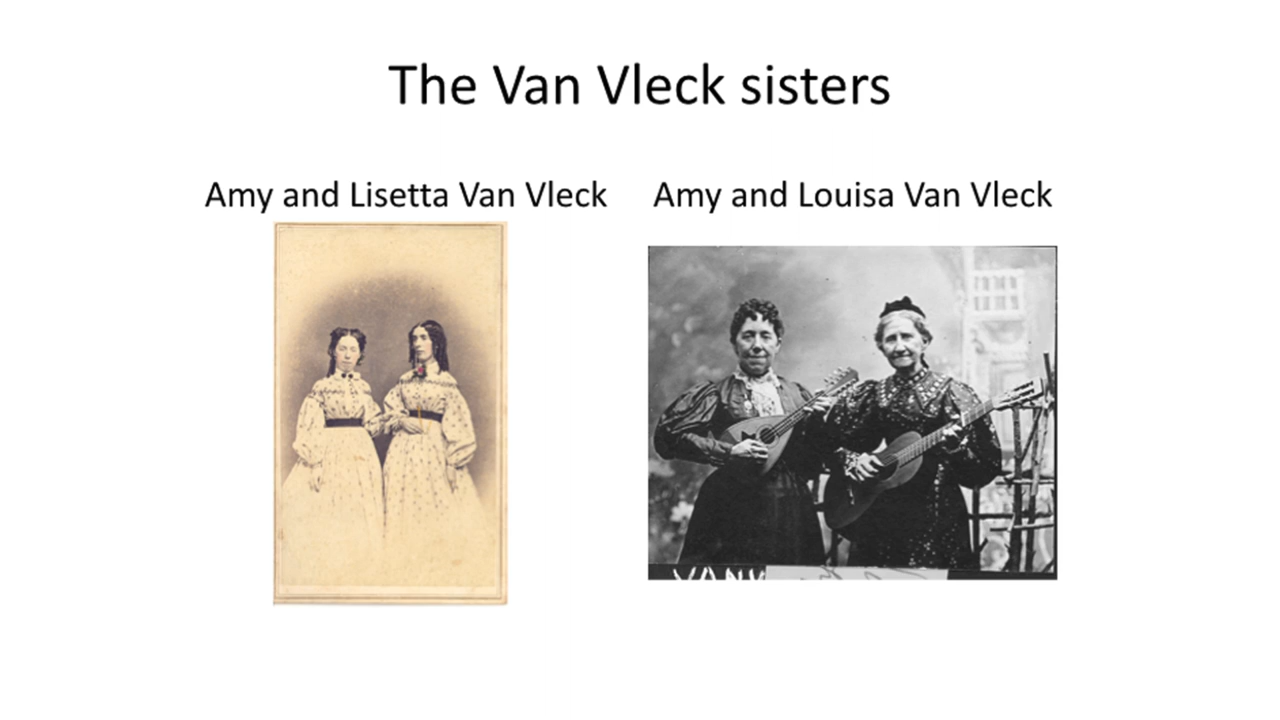 The Van Vleck sisters
Amy and Lisetta Van Vleck
Amy and Louisa Van Vleck